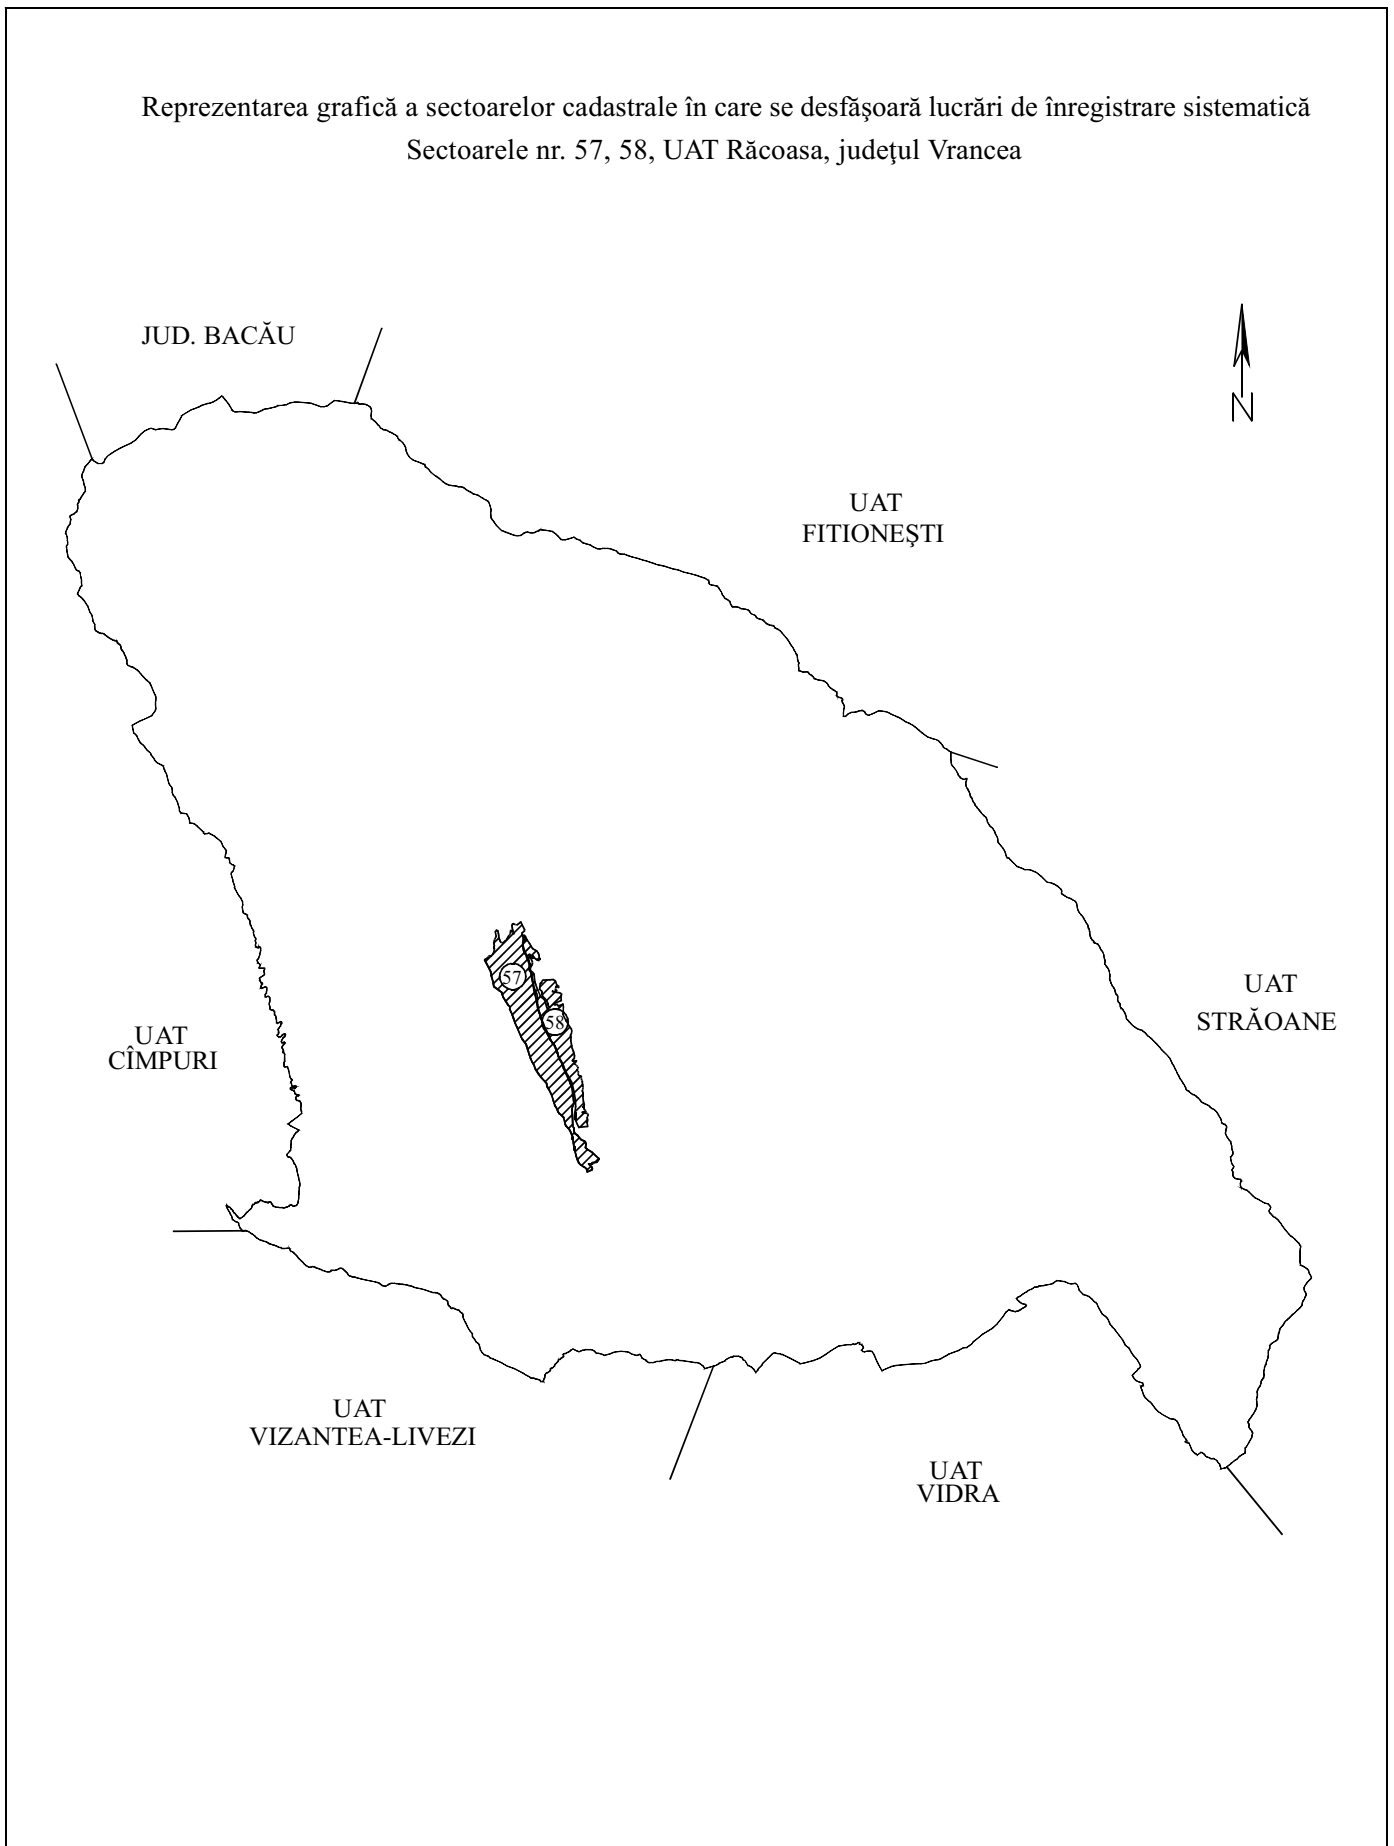 Reprezentarea grafică a sectoarelor cadastrale în care se desfăşoară lucrări de înregistrare sistematică
Sectoarele nr. 57, 58, UAT Răcoasa, judeţul Vrancea
JUD. BACĂU
N
UAT
FITIONEŞTI
57
58
UAT
STRĂOANE
UAT
CÎMPURI
UAT
VIZANTEA-LIVEZI
UAT
VIDRA